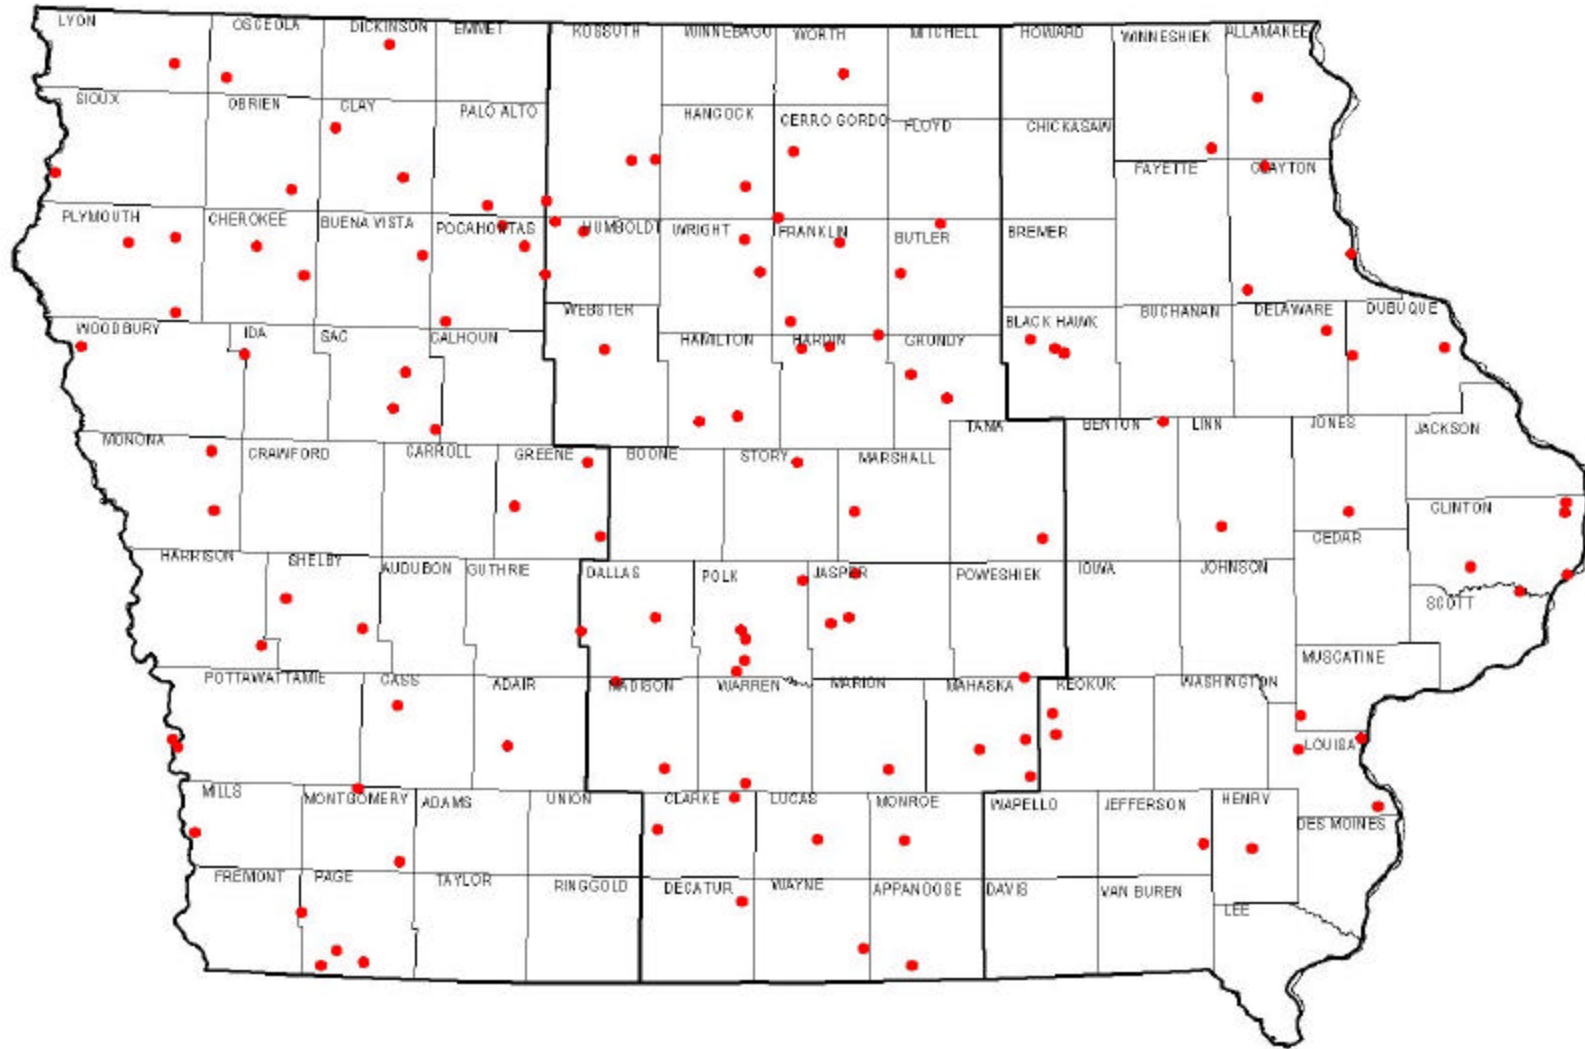 LYON
OSCEOLA
DICKINSON
EMMET
KOSSUTH
WINNEBAGO
WORTH
MITCHELL
HOWARD
WINNESHIEK
ALLAMAKEE
SIOUX
OBRIEN
CLAY
PALO ALTO
HANCOCK
CERRO GORDO
FLOYD
CHICKASAW
FAYETTE
CLAYTON
PLYMOUTH
CHEROKEE
BUENA VISTA
POCAHONTAS
HUMBOLDT
WRIGHT
FRANKLIN
BUTLER
BREMER
WOODBURY
IDA
SAC
CALHOUN
WEBSTER
HAMILTON
HARDIN
GRUNDY
BLACK HAWK
BUCHANAN
DELAWARE
DUBUQUE
MONONA
CRAWFORD
CARROLL
GREENE
BOONE
STORY
MARSHALL
TAMA
BENTON
LINN
JONES
JACKSON
CLINTON
CEDAR
HARRISON
SHELBY
AUDUBON
GUTHRIE
DALLAS
POLK
JASPER
POWESHIEK
IOWA
JOHNSON
SCOTT
MUSCATINE
POTTAWATTAMIE
CASS
ADAIR
MADISON
WARREN
MARION
MAHASKA
KEOKUK
WASHINGTON
LOUISA
MILLS
MONTGOMERY
ADAMS
UNION
CLARKE
LUCAS
MONROE
WAPELLO
JEFFERSON
HENRY
DES MOINES
FREMONT
PAGE
TAYLOR
RINGGOLD
DECATUR
WAYNE
APPANOOSE
DAVIS
VAN BUREN
LEE